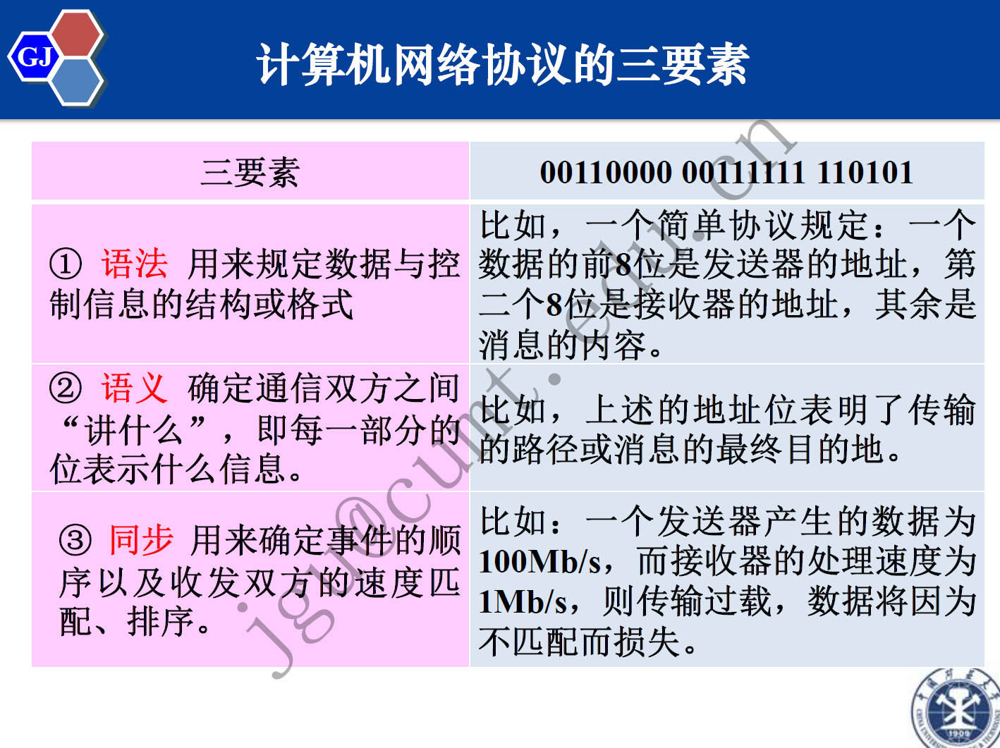 GJ
计算机网络协议的三要素
三要素
00110000 00111111 110101
① 语法 用来规定数据与控
制信息的结构或格式
比如，一个简单协议规定：一个
数据的前8位是发送器的地址，第
二个8位是接收器的地址，其余是
消息的内容。
② 语义 确定通信双方之间
“讲什么”，即每一部分的
位表示什么信息。
比如，上述的地址位表明了传输
的路径或消息的最终目的地。
③ 同步 用来确定事件的顺
序以及收发双方的速度匹
配、排序。
比如：一个发送器产生的数据为
100Mb/s，而接收器的处理速度为
1Mb/s，则传输过载，数据将因为
不匹配而损失。
jgu@cumt.edu.cn
1909